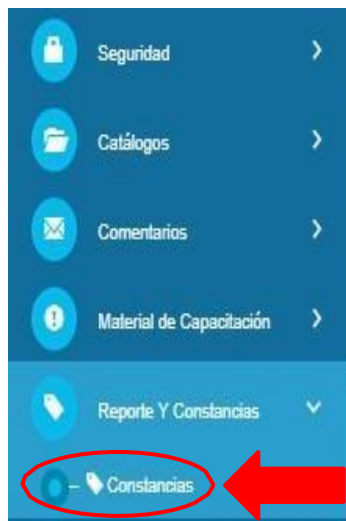 Seguridad
Catálogos
Comentarios
Material de Capacitación
Reporte Y Constancias
Constancias